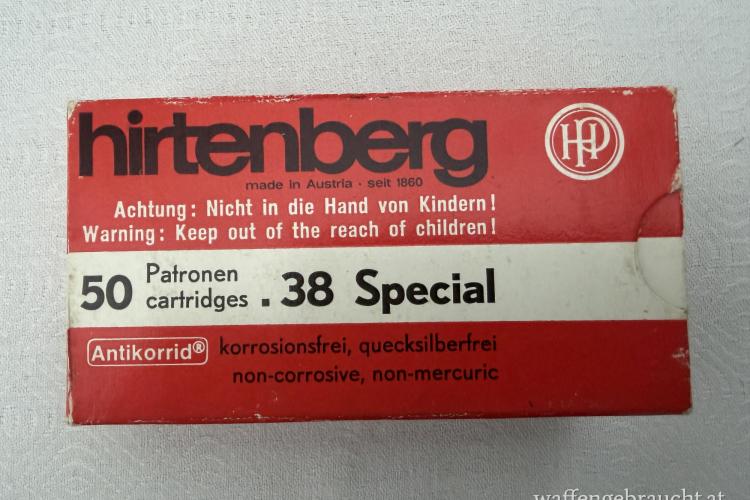 hirtenberg
HP
made in Austria · seit 1860
Achtung: Nicht in die Hand von Kindern!
Warning: Keep out of the reach of children!
50 Patronen
cartridges . 38 Special
Antikorrid® korrosionsfrei, quecksilberfrei
non-corrosive, non-mercuric
waffengebraucht.at